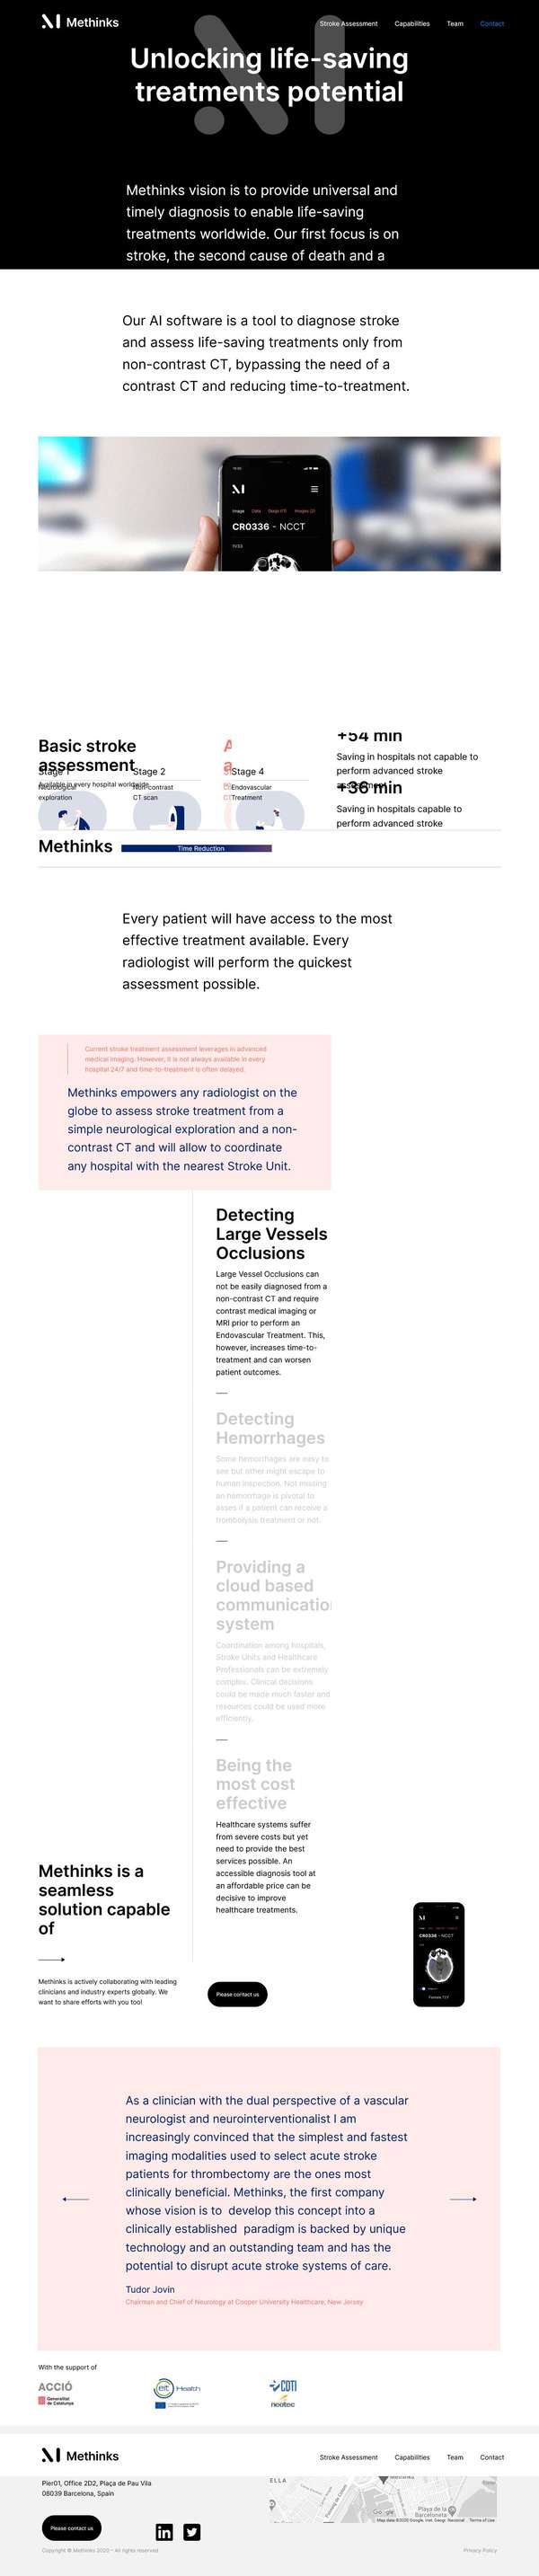 Methinks
Stroke Assessment Capabilities Team Contact
Unlocking life-saving
treatments potential
Methinks vision is to provide universal and
timely diagnosis to enable life-saving
treatments worldwide. Our first focus is on
stroke, the second cause of death and a
Our AI software is a tool to diagnose stroke
and assess life-saving treatments only from
non-contrast CT, bypassing the need of a
contrast CT and reducing time-to-treatment.
CR0336 - NCCT
+54 min
Basic stroke
assessment
Saving in hospitals not capable to
perform advanced stroke
Stage 1
Stage 2
Stage 4
Available in every hospital worldwide
Neurological
exploration
Non-contrast
CT scan
Endovascular
Treatment
+36 min
Saving in hospitals capable to
perform advanced stroke
Methinks
Time Reduction
Every patient will have access to the most
effective treatment available. Every
radiologist will perform the quickest
assessment possible.
Current stroke treatment assessment leverages in advanced
medical imaging. However, it is not always available in every
hospital 24/7 and time-to-treatment is often delayed.
Methinks empowers any radiologist on the
globe to assess stroke treatment from a
simple neurological exploration and a non-
contrast CT and will allow to coordinate
any hospital with the nearest Stroke Unit.
Detecting
Large Vessels
Occlusions
Large Vessel Occlusions can
not be easily diagnosed from a
non-contrast CT and require
contrast medical imaging or
MRI prior to perform an
Endovascular Treatment. This,
however, increases time-to-
treatment and can worsen
patient outcomes.
Detecting
Hemorrhages
Some hemorrhages are easy to
see but other might escape to
human inspection. Not missing
an hemorrhage is pivotal to
asses if a patient can receive a
trombolysis treatment or not.
Providing a
cloud based
communication
system
Coordination among hospitals,
Stroke Units and Healthcare
Professionals can be extremely
complex. Clinical decisions
could be made much faster and
resources could be used more
efficiently.
Being the
most cost
effective
Healthcare systems suffer
from severe costs but yet
need to provide the best
services possible. An
accessible diagnosis tool at
an affordable price can be
decisive to improve
healthcare treatments.
Methinks is a
seamless
solution capable
of
Methinks is actively collaborating with leading
clinicians and industry experts globally. We
want to share efforts with you too!
Please contact us
CR0336 - NCCT
As a clinician with the dual perspective of a vascular
neurologist and neurointerventionalist I am
increasingly convinced that the simplest and fastest
imaging modalities used to select acute stroke
patients for thrombectomy are the ones most
clinically beneficial. Methinks, the first company
whose vision is to develop this concept into a
clinically established paradigm is backed by unique
technology and an outstanding team and has the
potential to disrupt acute stroke systems of care.
Tudor Jovin
Chairman and Chief of Neurology at Cooper University Healthcare, New Jersey
With the support of
ACCIÓ
Generalitat
de Catalunya
eit Health
CDTI
neotec
Methinks
Stroke Assessment Capabilities Team Contact
Pier01, Office 2D2, Plaça de Pau Vila
08039 Barcelona, Spain
ELLA
Google
Playa de la
Barceloneta
Map data ©2020 Google, Inst. Geogr. Nacional Terms of Use
Please contact us
Copyright © Methinks 2020 – All rights reserved
Privacy Policy